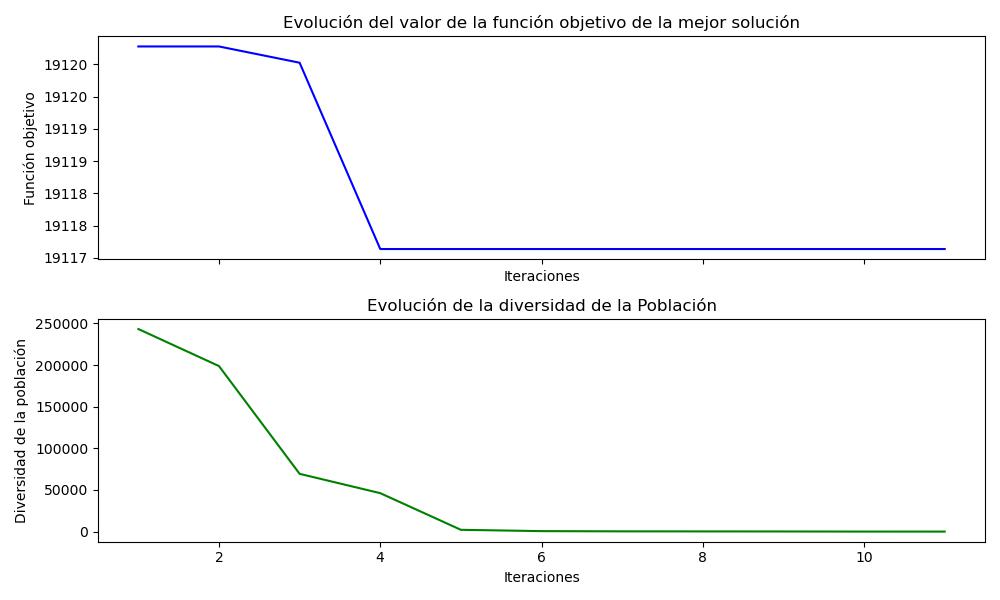 Evolución del valor de la función objetivo de la mejor solución
Función objetivo
19120
19120
19119
19119
19118
19118
19117
Iteraciones
Evolución de la diversidad de la Población
Diversidad de la población
250000
200000
150000
100000
50000
0
2 4 6 8 10
Iteraciones